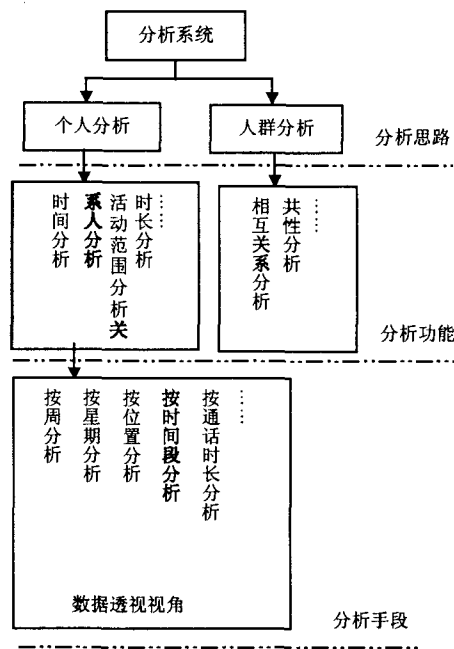 分析系统
个人分析
人群分析
分析思路
时间分析
系人分析
活动范围分析关
时长分析
……
相互关系分析
共性分析
……
分析功能
按周分析
按星期分析
按位置分析
按时间段分析
按通话时长分析
……
数据透视视角
分析手段